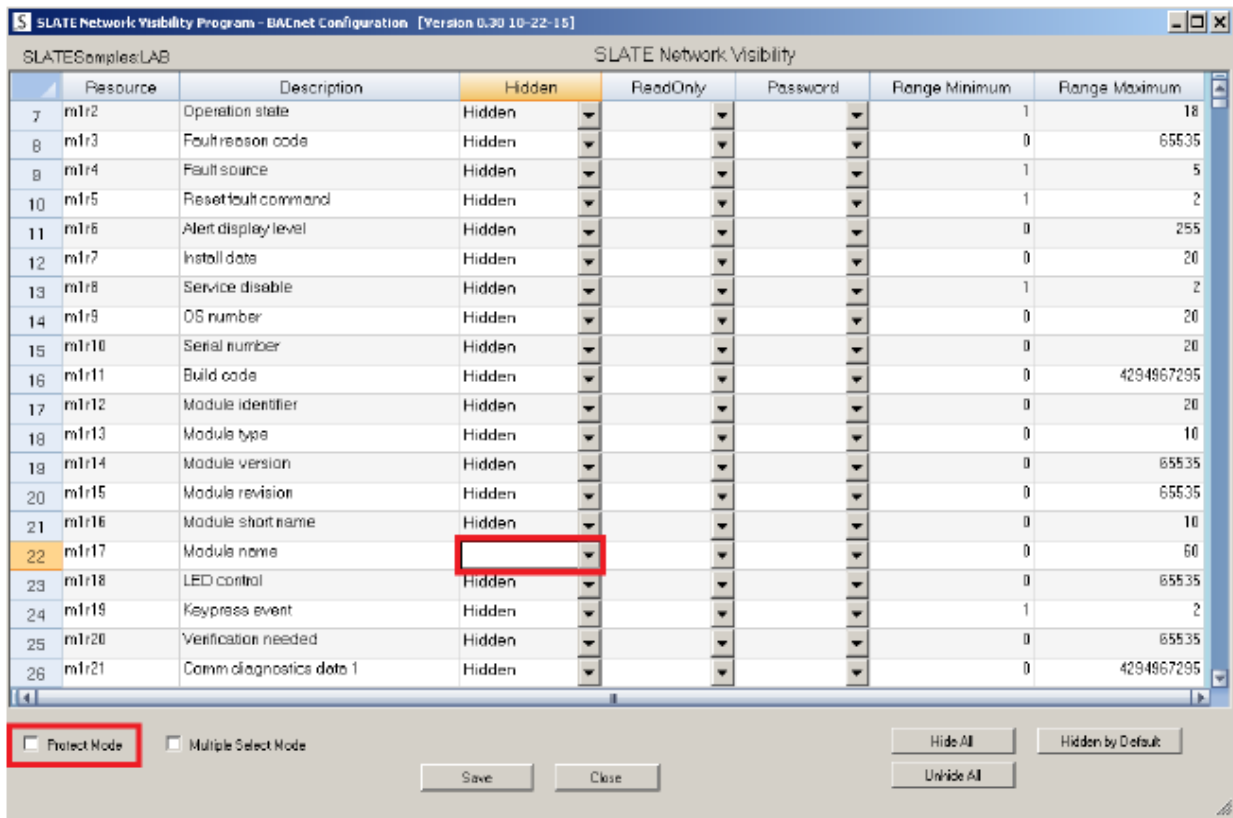 S SLATE Network Visibility Program - BACnet Configuration [Version 0.30 10-22-15]
SLATESamples:LAB SLATE Network Visibility
Resource Description Hidden ReadOnly Password Range Minimum Range Maximum
7 m1r2 Operation state Hidden 1 18
8 m1r3 Fault reason code Hidden 0 65535
9 m1r4 Fault source Hidden 1 5
10 m1r5 Reset fault command Hidden 1 2
11 m1r6 Alert display level Hidden 0 255
12 m1r7 Install date Hidden 0 20
13 m1r8 Service disable Hidden 1 2
14 m1r9 OS number Hidden 0 20
15 m1r10 Serial number Hidden 0 20
16 m1r11 Build code Hidden 0 4294967295
17 m1r12 Module identifier Hidden 0 20
18 m1r13 Module type Hidden 0 10
19 m1r14 Module version Hidden 0 65535
20 m1r15 Module revision Hidden 0 65535
21 m1r16 Module short name Hidden 0 10
22 m1r17 Module name 0 60
23 m1r18 LED control Hidden 0 65535
24 m1r19 Keypress event Hidden 1 2
25 m1r20 Verification needed Hidden 0 65535
26 m1r21 Comm diagnostics data 1 Hidden 0 4294967295
Protect Mode Multiple Select Mode Hide All Hidden by Default
Save Close Unhide All